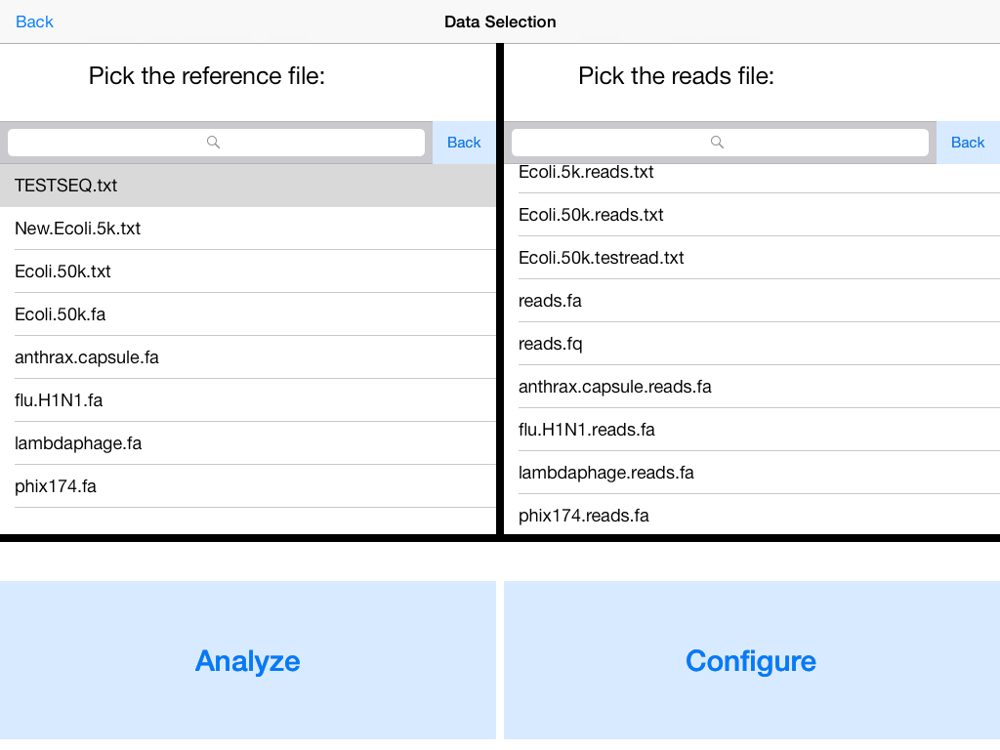 Back
Data Selection
Pick the reference file:
Back
TESTSEQ.txt
New.Ecoli.5k.txt
Ecoli.50k.txt
Ecoli.50k.fa
anthrax.capsule.fa
flu.H1N1.fa
lambdaphage.fa
phix174.fa
Pick the reads file:
Back
Ecoli.5k.reads.txt
Ecoli.50k.reads.txt
Ecoli.50k.testread.txt
reads.fa
reads.fq
anthrax.capsule.reads.fa
flu.H1N1.reads.fa
lambdaphage.reads.fa
phix174.reads.fa
Analyze
Configure